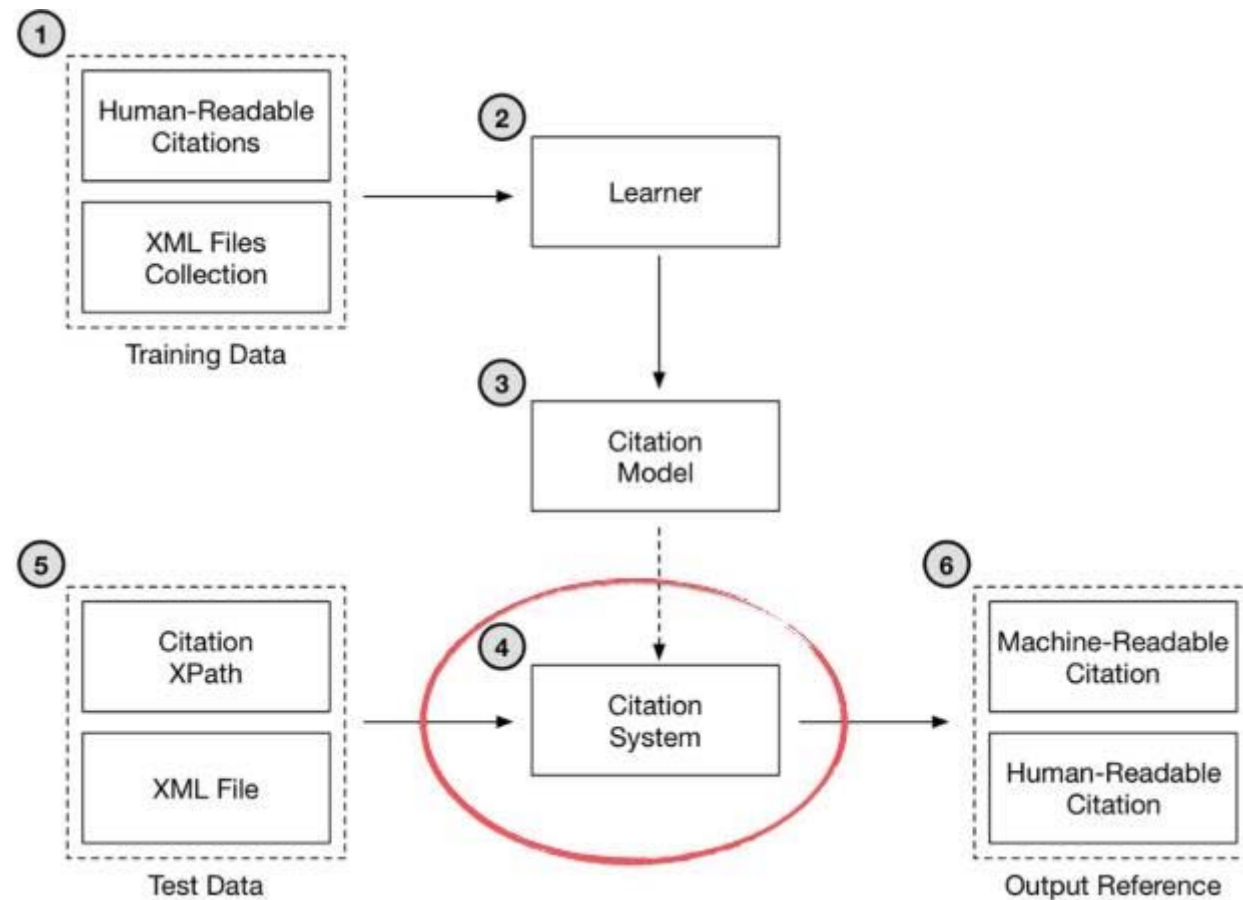 1
Human-Readable
Citations
XML Files
Collection
Training Data
2
Learner
3
Citation
Model
4
Citation
System
5
Citation
XPath
XML File
Test Data
6
Machine-Readable
Citation
Human-Readable
Citation
Output Reference